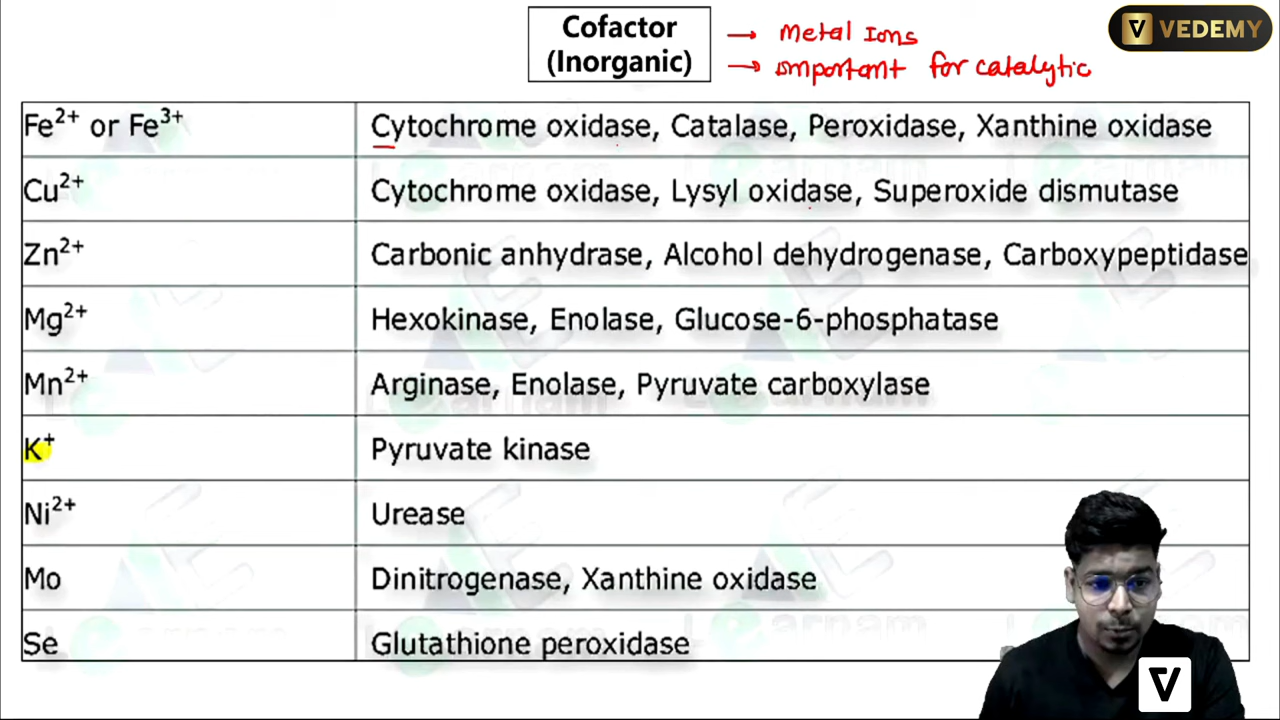 Cofactor
(Inorganic)
→ Metal Ions
→ important for catalytic
VEDEMY
Fe²⁺ or Fe³⁺ Cytochrome oxidase, Catalase, Peroxidase, Xanthine oxidase
Cu²⁺ Cytochrome oxidase, Lysyl oxidase, Superoxide dismutase
Zn²⁺ Carbonic anhydrase, Alcohol dehydrogenase, Carboxypeptidase
Mg²⁺ Hexokinase, Enolase, Glucose-6-phosphatase
Mn²⁺ Arginase, Enolase, Pyruvate carboxylase
K⁺ Pyruvate kinase
Ni²⁺ Urease
Mo Dinitrogenase, Xanthine oxidase
Se Glutathione peroxidase